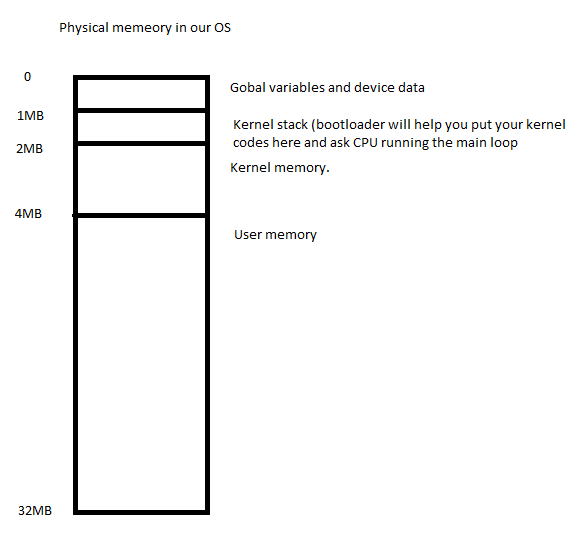 Physical memeory in our OS
0
Gobal variables and device data
1MB
Kernel stack (bootloader will help you put your kernel
codes here and ask CPU running the main loop
2MB
Kernel memory.
4MB
User memory
32MB